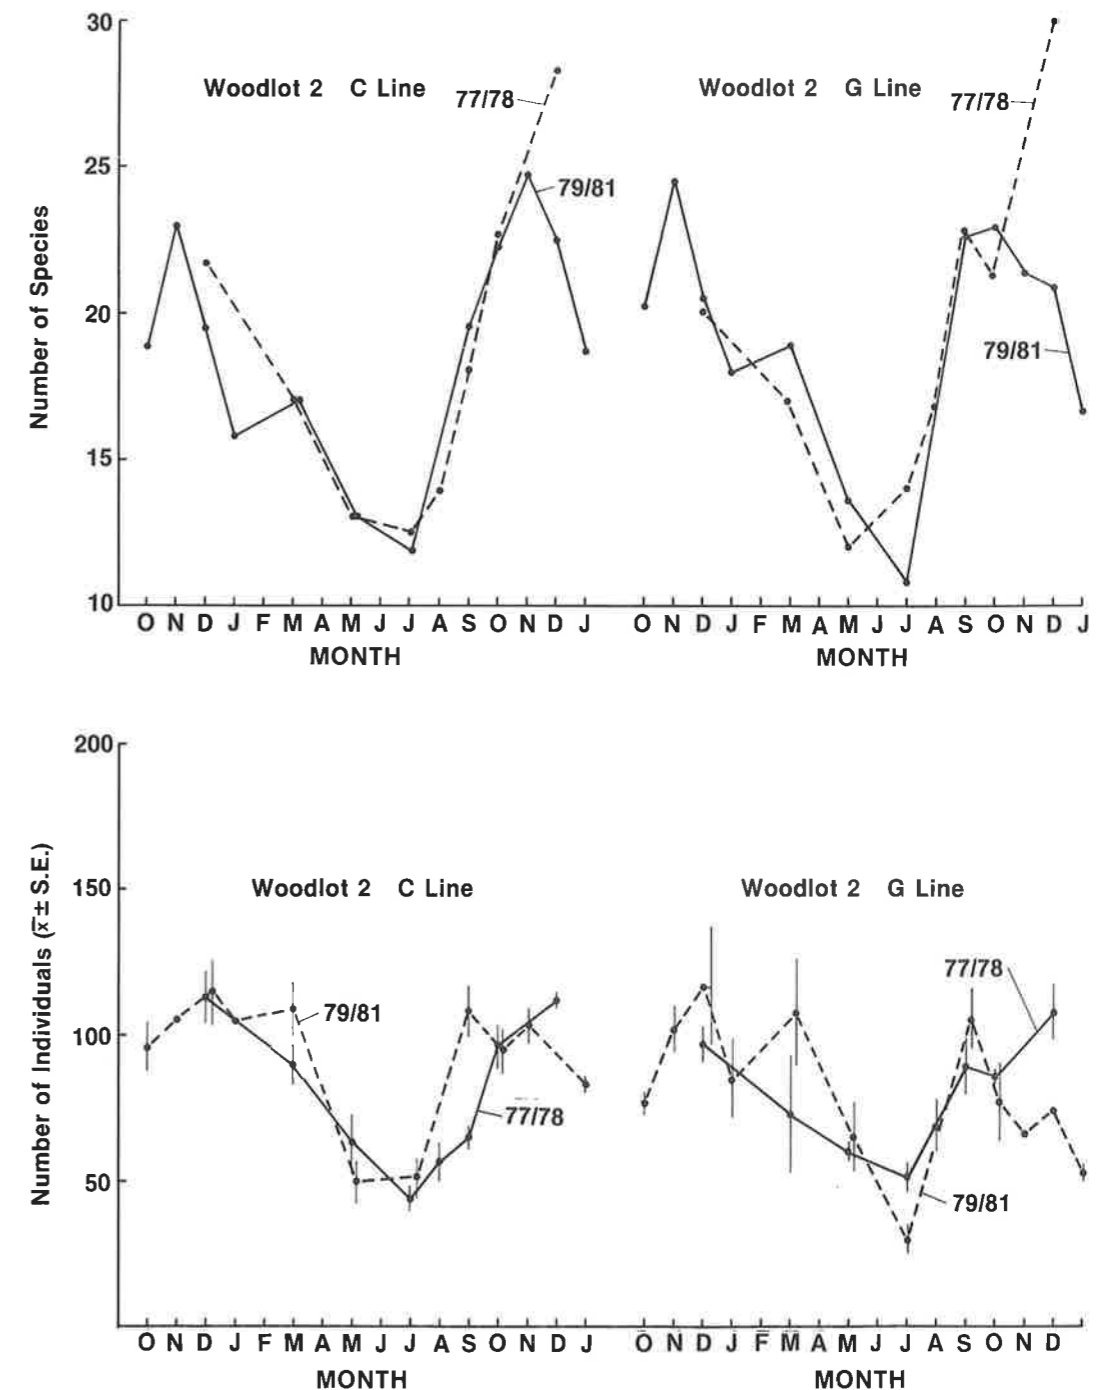 30
25
20
15
10
Number of Species
Woodlot 2 C Line
77/78
79/81
O N D J F M A M J J A S O N D J
MONTH
Woodlot 2 G Line
77/78
79/81
O N D J F M A M J J A S O N D J
MONTH
200
150
100
50
Number of Individuals (x̄ ± S.E.)
Woodlot 2 C Line
79/81
77/78
O N D J F M A M J J A S O N D J
MONTH
Woodlot 2 G Line
77/78
79/81
O N D J F M A M J J A S O N D
MONTH